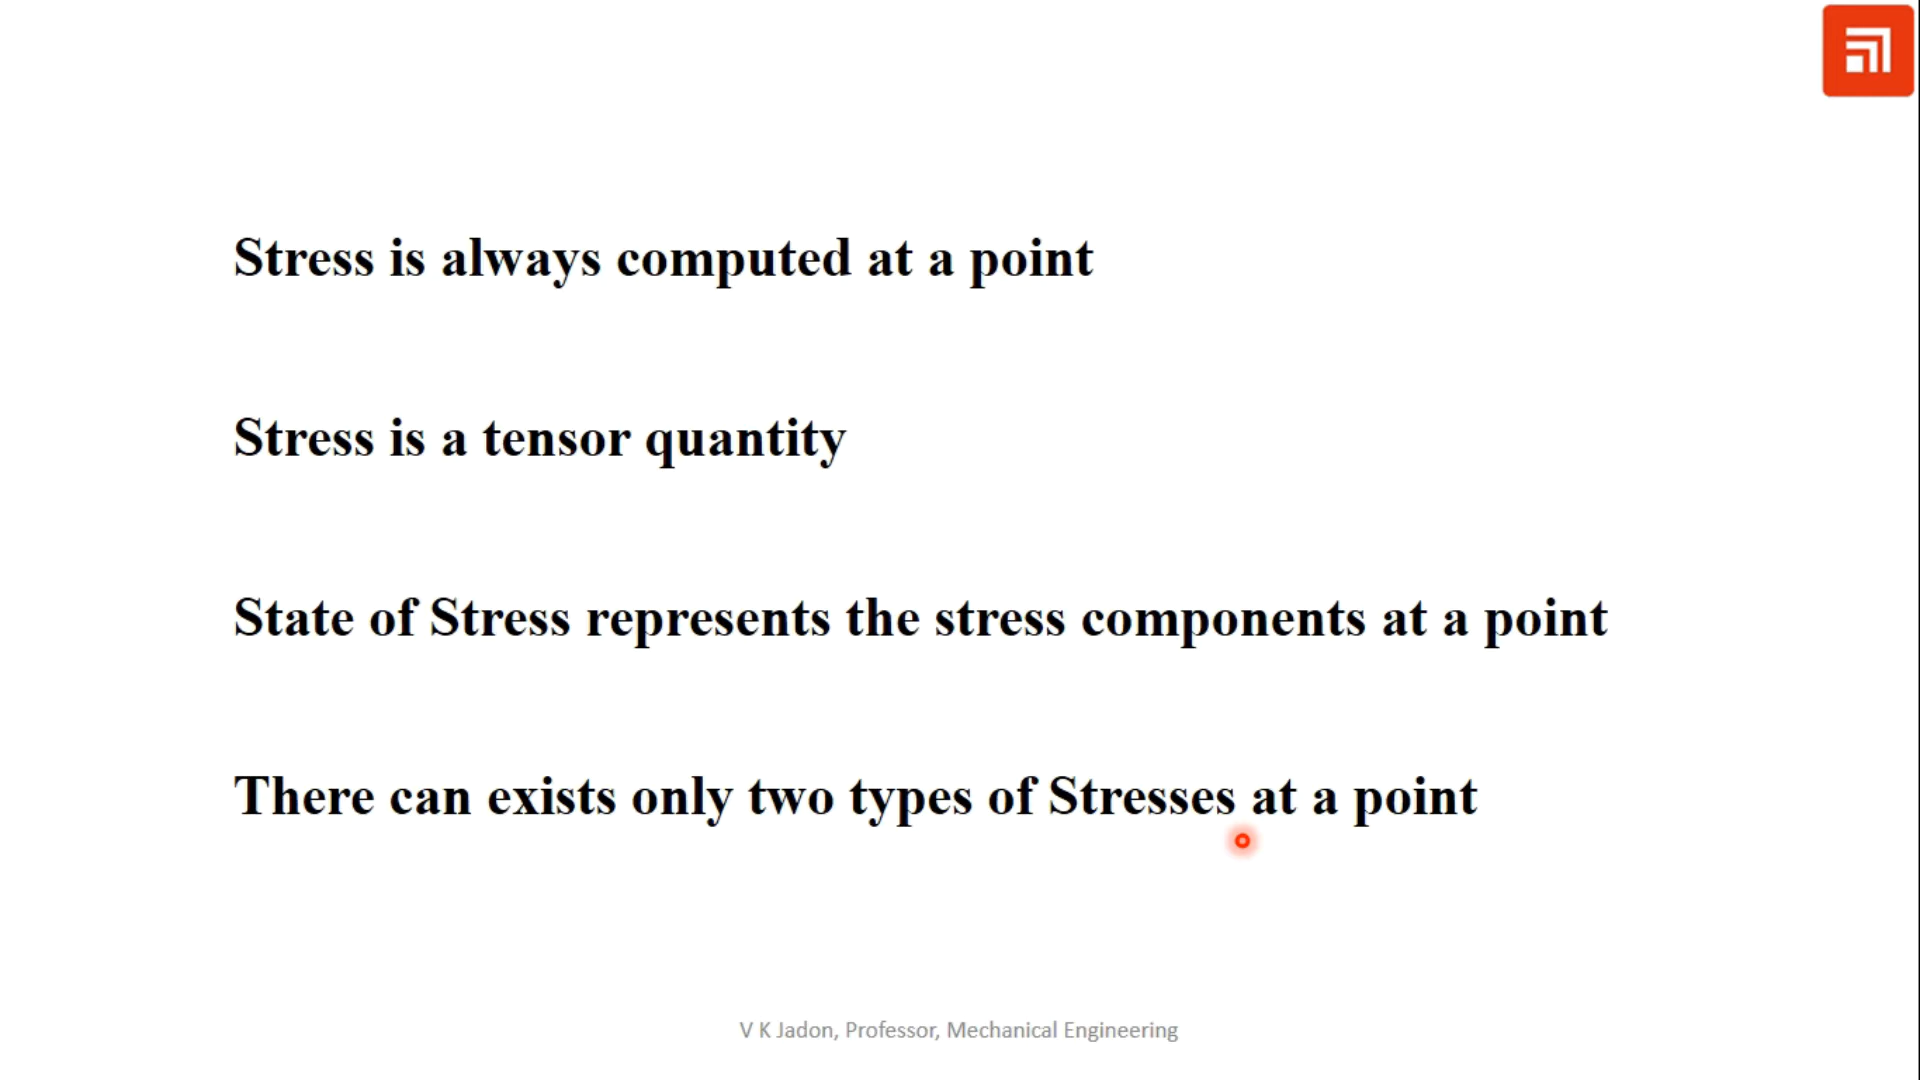 Stress is always computed at a point
Stress is a tensor quantity
State of Stress represents the stress components at a point
There can exists only two types of Stresses at a point
V K Jadon, Professor, Mechanical Engineering